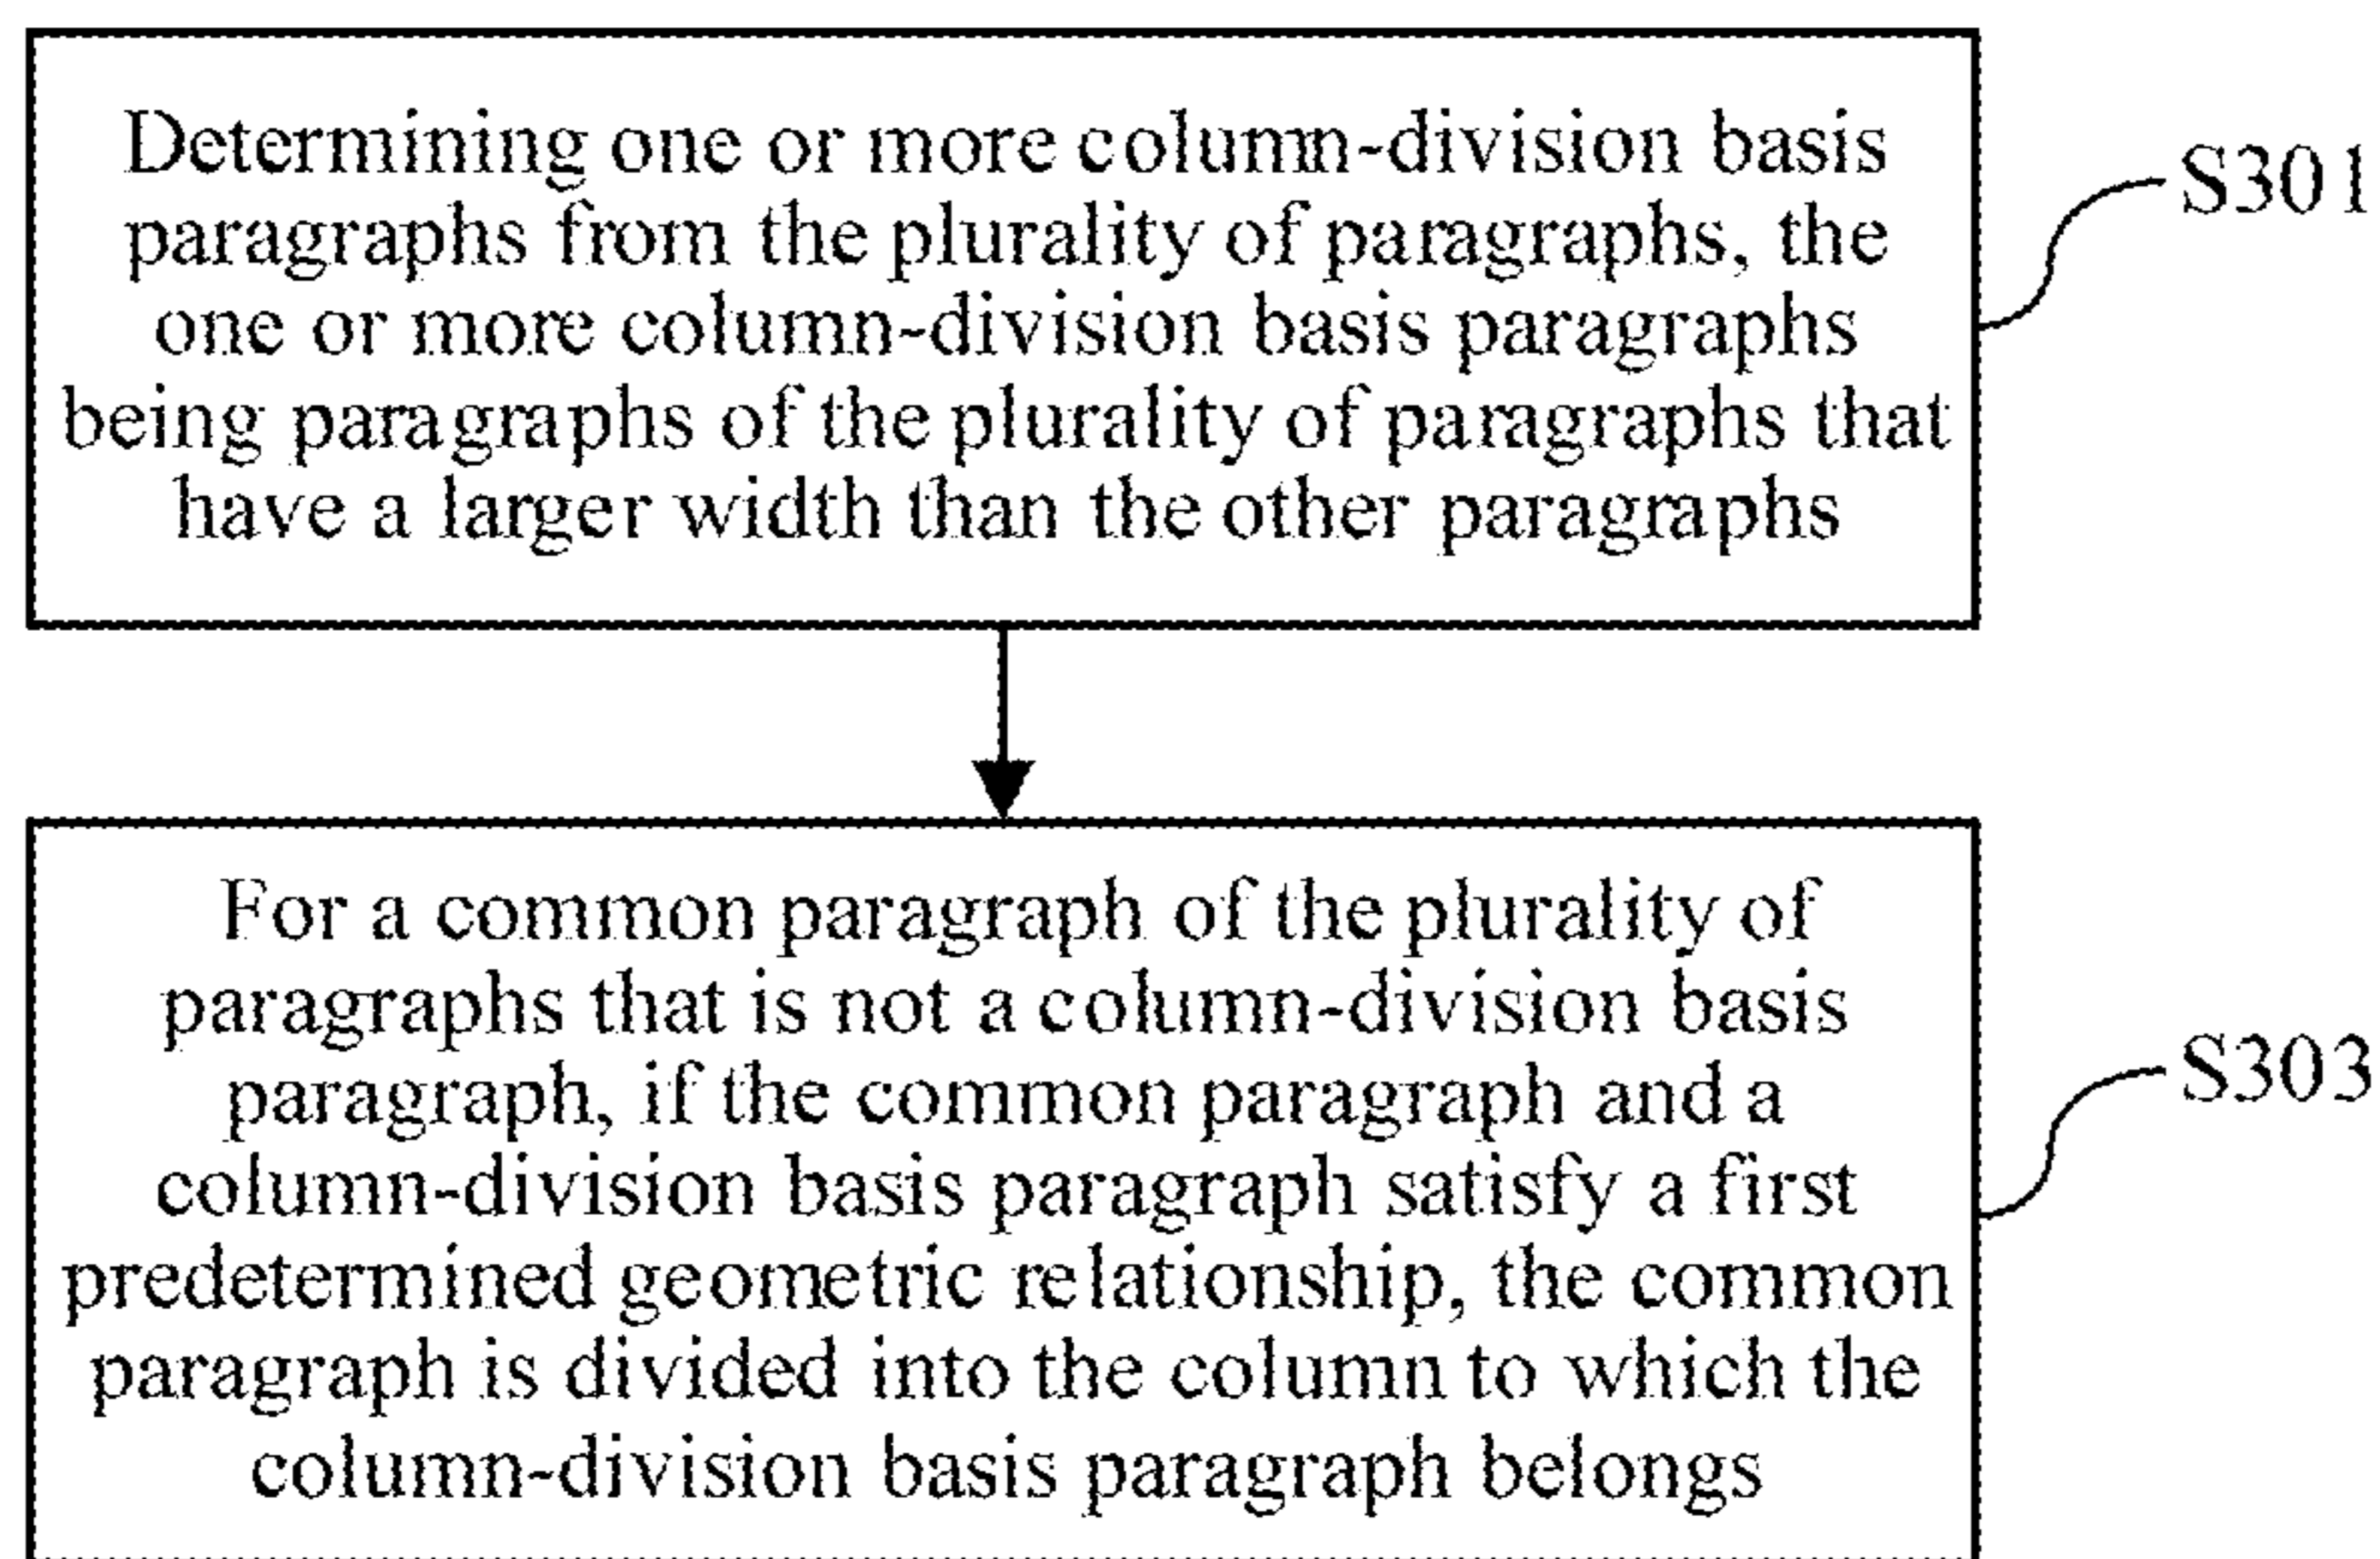 Determining one or more column-division basis
paragraphs from the plurality of paragraphs, the
one or more column-division basis paragraphs
being paragraphs of the plurality of paragraphs that
have a larger width than the other paragraphs
S301
For a common paragraph of the plurality of
paragraphs that is not a column-division basis
paragraph, if the common paragraph and a
column-division basis paragraph satisfy a first
predetermined geometric relationship, the common
paragraph is divided into the column to which the
column-division basis paragraph belongs
S303